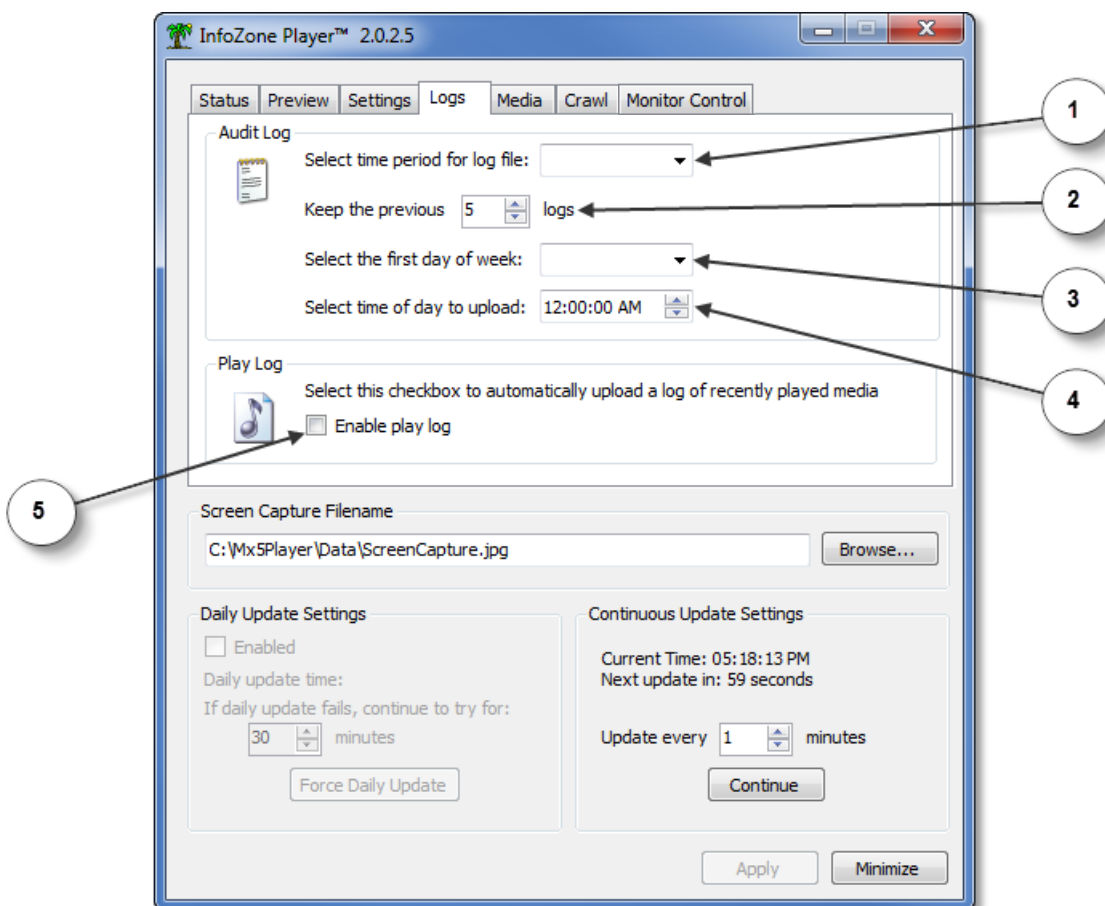 InfoZone Player™ 2.0.2.5
Status Preview Settings Logs Media Crawl Monitor Control
Audit Log
Select time period for log file:
1
Keep the previous 5 logs
2
Select the first day of week:
3
Select time of day to upload: 12:00:00 AM
4
Play Log
Select this checkbox to automatically upload a log of recently played media
Enable play log
5
Screen Capture Filename
C:\Mx5Player\Data\ScreenCapture.jpg
Browse...
Daily Update Settings
Enabled
Daily update time:
If daily update fails, continue to try for:
30 minutes
Force Daily Update
Continuous Update Settings
Current Time: 05:18:13 PM
Next update in: 59 seconds
Update every 1 minutes
Continue
Apply
Minimize